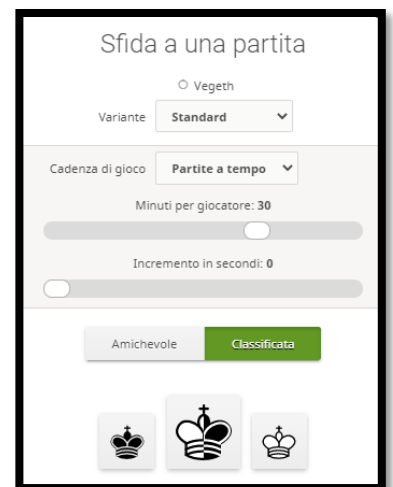 Sfida a una partita
Vegeth
Variante Standard
Cadenza di gioco Partite a tempo
Minuti per giocatore: 30
Incremento in secondi: 0
Amichevole Classificata